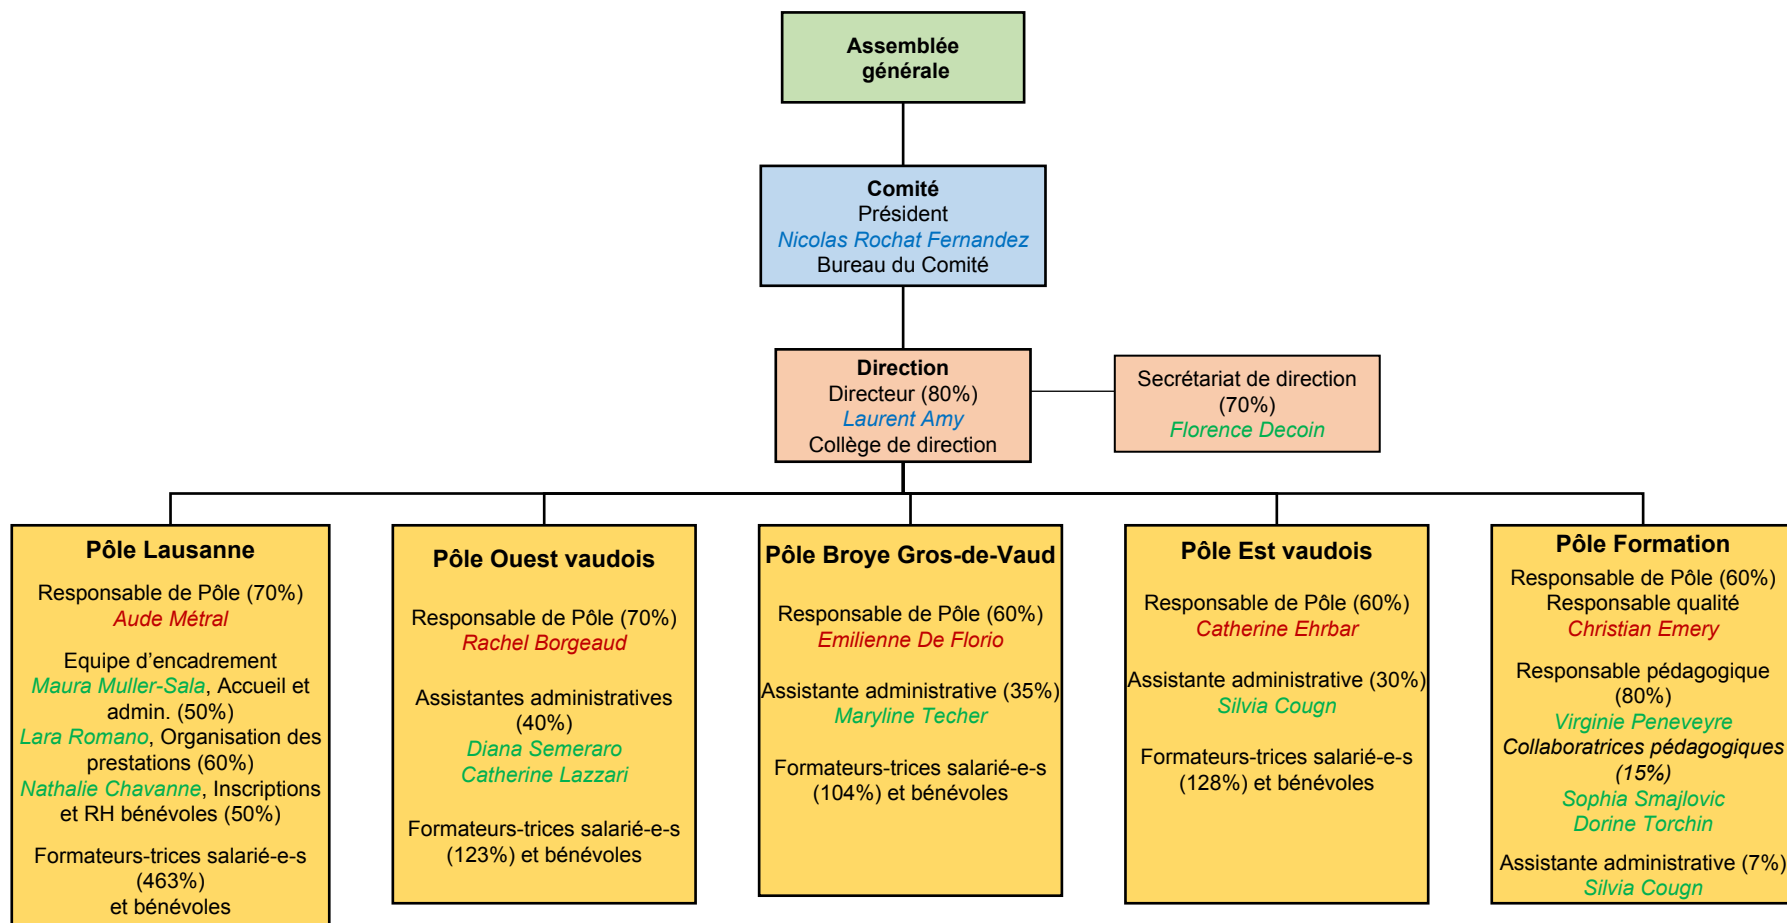 Assemblée
générale
Comité
Président
Nicolas Rochat Fernandez
Bureau du Comité
Direction
Directeur (80%)
Laurent Amy
Collège de direction
Secrétariat de direction
(70%)
Florence Decoin
Pôle Lausanne
Responsable de Pôle (70%)
Aude Métral
Equipe d’encadrement
Maura Muller-Sala, Accueil et
admin. (50%)
Lara Romano, Organisation des
prestations (60%)
Nathalie Chavanne, Inscriptions
et RH bénévoles (50%)
Formateurs-trices salarié-e-s
(463%)
et bénévoles
Pôle Ouest vaudois
Responsable de Pôle (70%)
Rachel Borgeaud
Assistantes administratives
(40%)
Diana Semeraro
Catherine Lazzari
Formateurs-trices salarié-e-s
(123%) et bénévoles
Pôle Broye Gros-de-Vaud
Responsable de Pôle (60%)
Emilienne De Florio
Assistante administrative (35%)
Maryline Techer
Formateurs-trices salarié-e-s
(104%) et bénévoles
Pôle Est vaudois
Responsable de Pôle (60%)
Catherine Ehrbar
Assistante administrative (30%)
Silvia Cougn
Formateurs-trices salarié-e-s
(128%) et bénévoles
Pôle Formation
Responsable de Pôle (60%)
Responsable qualité
Christian Emery
Responsable pédagogique
(80%)
Virginie Peneveyre
Collaboratrices pédagogiques
(15%)
Sophia Smajlovic
Dorine Torchin
Assistante administrative (7%)
Silvia Cougn